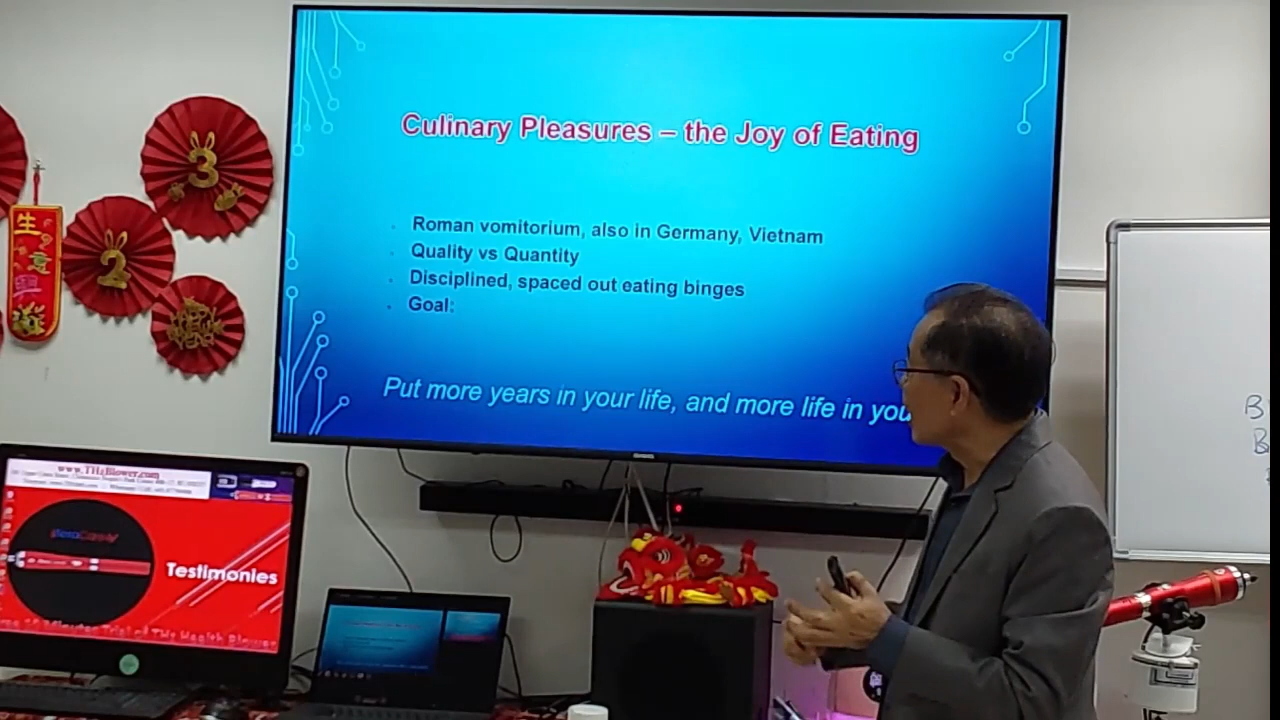 Culinary Pleasures – the Joy of Eating
Roman vomitorium, also in Germany, Vietnam
Quality vs Quantity
Disciplined, spaced out eating binges
Goal:
Put more years in your life, and more life in you
3
2
生
www.THzBlower.com
Testimonies
B
B